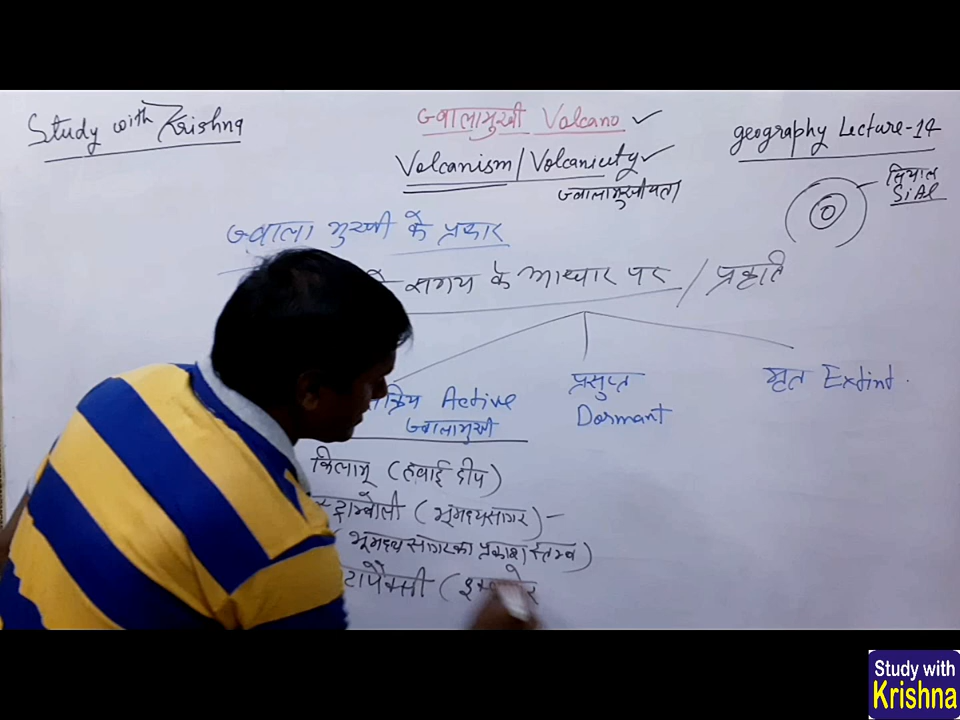 Study with Krishna
ज्वालामुखी Volcano
Volcanism/Volcanicity
ज्वालामुखीयता
geography Lecture-14
सियाल
SiAl
ज्वालामुखी के प्रकार
समय के आधार पर / प्रकृति
सक्रिय Active
ज्वालामुखी
प्रसुप्त
Dormant
मृत Extint.
किलायू (हवाई द्वीप)
स्ट्राम्बोली (भूमध्यसागर) –
(भूमध्यसागर का प्रकाश स्तम्भ)
Study with
Krishna